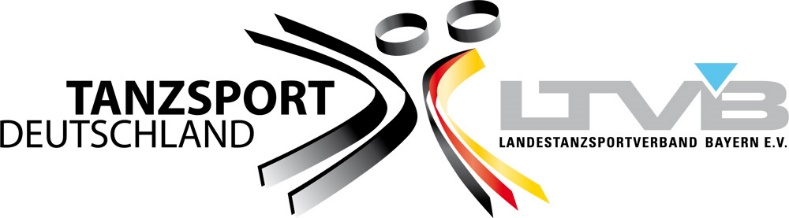 TANZSPORT
DEUTSCHLAND
LTVB
LANDESTANZSPORTVERBAND BAYERN E.V.